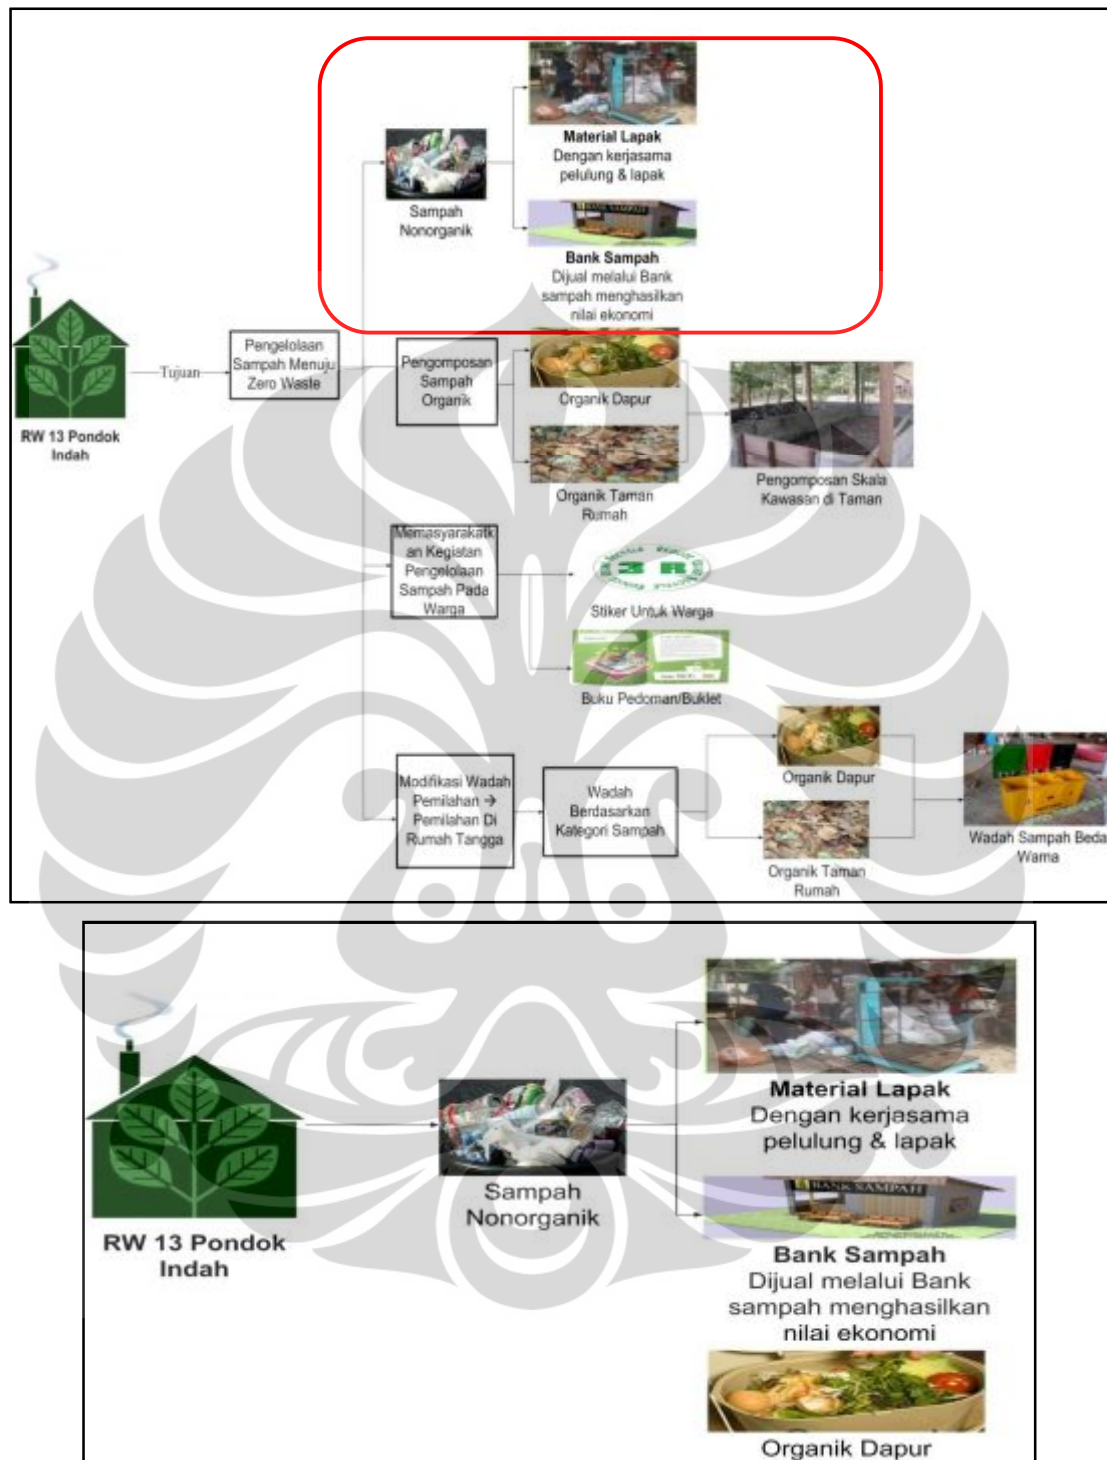 Material Lapak
Dengan kerjasama
pelulung & lapak
Sampah
Nonorganik
BANK SAMPAH
Bank Sampah
Dijual melalui Bank
sampah menghasilkan
nilai ekonomi
RW 13 Pondok
Indah
Tujuan
Pengelolaan
Sampah Menuju
Zero Waste
Pengomposan
Sampah
Organik
Organik Dapur
Organik Taman
Rumah
Pengomposan Skala
Kawasan di Taman
Memasyarakatk
an Kegiatan
Pengelolaan
Sampah Pada
Warga
3 R
Stiker Untuk Warga
Buku Pedoman/Buklet
Modifikasi Wadah
Pemilahan →
Pemilahan Di
Rumah Tangga
Wadah
Berdasarkan
Kategori Sampah
Organik Dapur
Organik Taman
Rumah
Wadah Sampah Beda
Warna
RW 13 Pondok
Indah
Sampah
Nonorganik
Material Lapak
Dengan kerjasama
pelulung & lapak
BANK SAMPAH
Bank Sampah
Dijual melalui Bank
sampah menghasilkan
nilai ekonomi
Organik Dapur